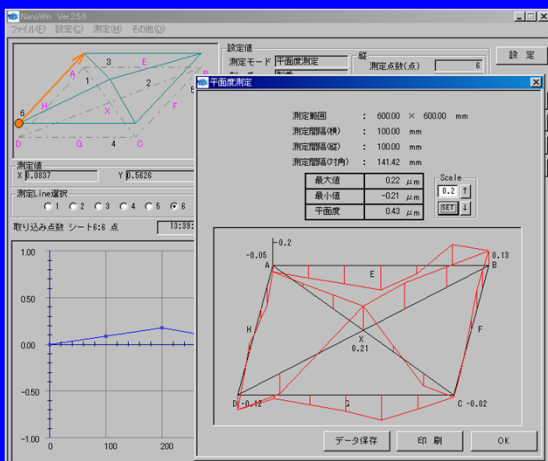 NanoWin Ver 2.5.6
ファイル(F) 設定(C) 測定(M) その他(O)
設定値
測定モード 平面度測定
縦
測定点数(点) 6
設 定
A
B
C
D
E
F
G
H
X
1
2
3
4
6
測定値
X 0.0837 Y 0.5626
測定Line選択
1 2 3 4 5 6
取り込み点数 シート6:6 点
1.00
0.50
0.00
-0.50
-1.00
0 100 200
平面度測定
測定範囲 : 600.00 × 600.00 mm
測定間隔(横) : 100.00 mm
測定間隔(縦) : 100.00 mm
測定間隔(対角) : 141.42 mm
最大値 0.22 μm
最小値 -0.21 μm
平面度 0.43 μm
Scale
0.2 ↑
SET ↓
0.2
-0.05
A
E
0.13
B
H
X
0.21
F
D -0.12
G
C -0.02
データ保存 印 刷 OK